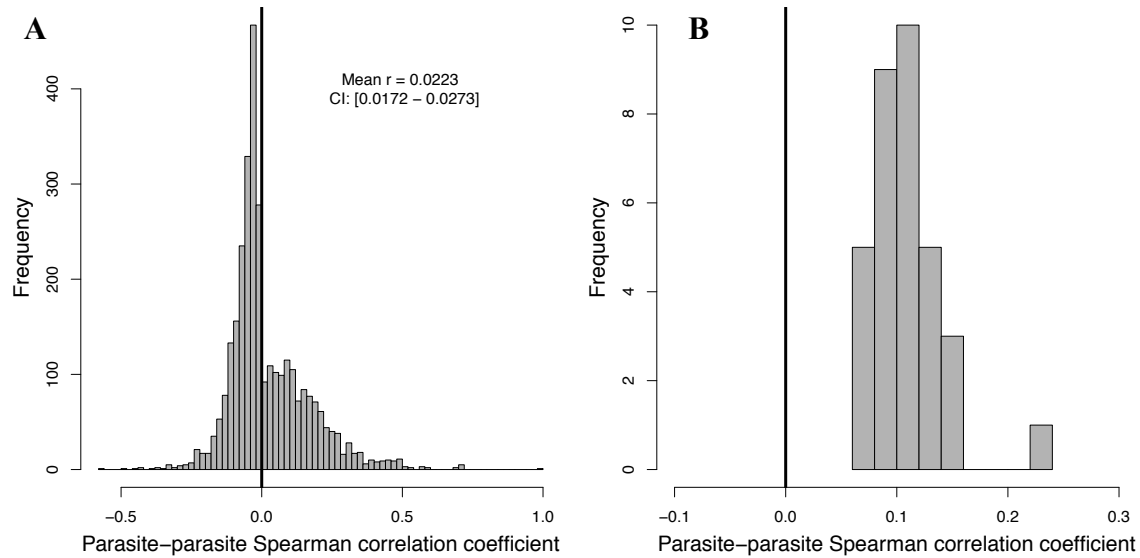 A
Mean r = 0.0223
CI: [0.0172 − 0.0273]
Frequency
0
100
200
300
400
−0.5
0.0
0.5
1.0
Parasite−parasite Spearman correlation coefficient
B
Frequency
0
2
4
6
8
10
−0.1
0.0
0.1
0.2
0.3
Parasite−parasite Spearman correlation coefficient